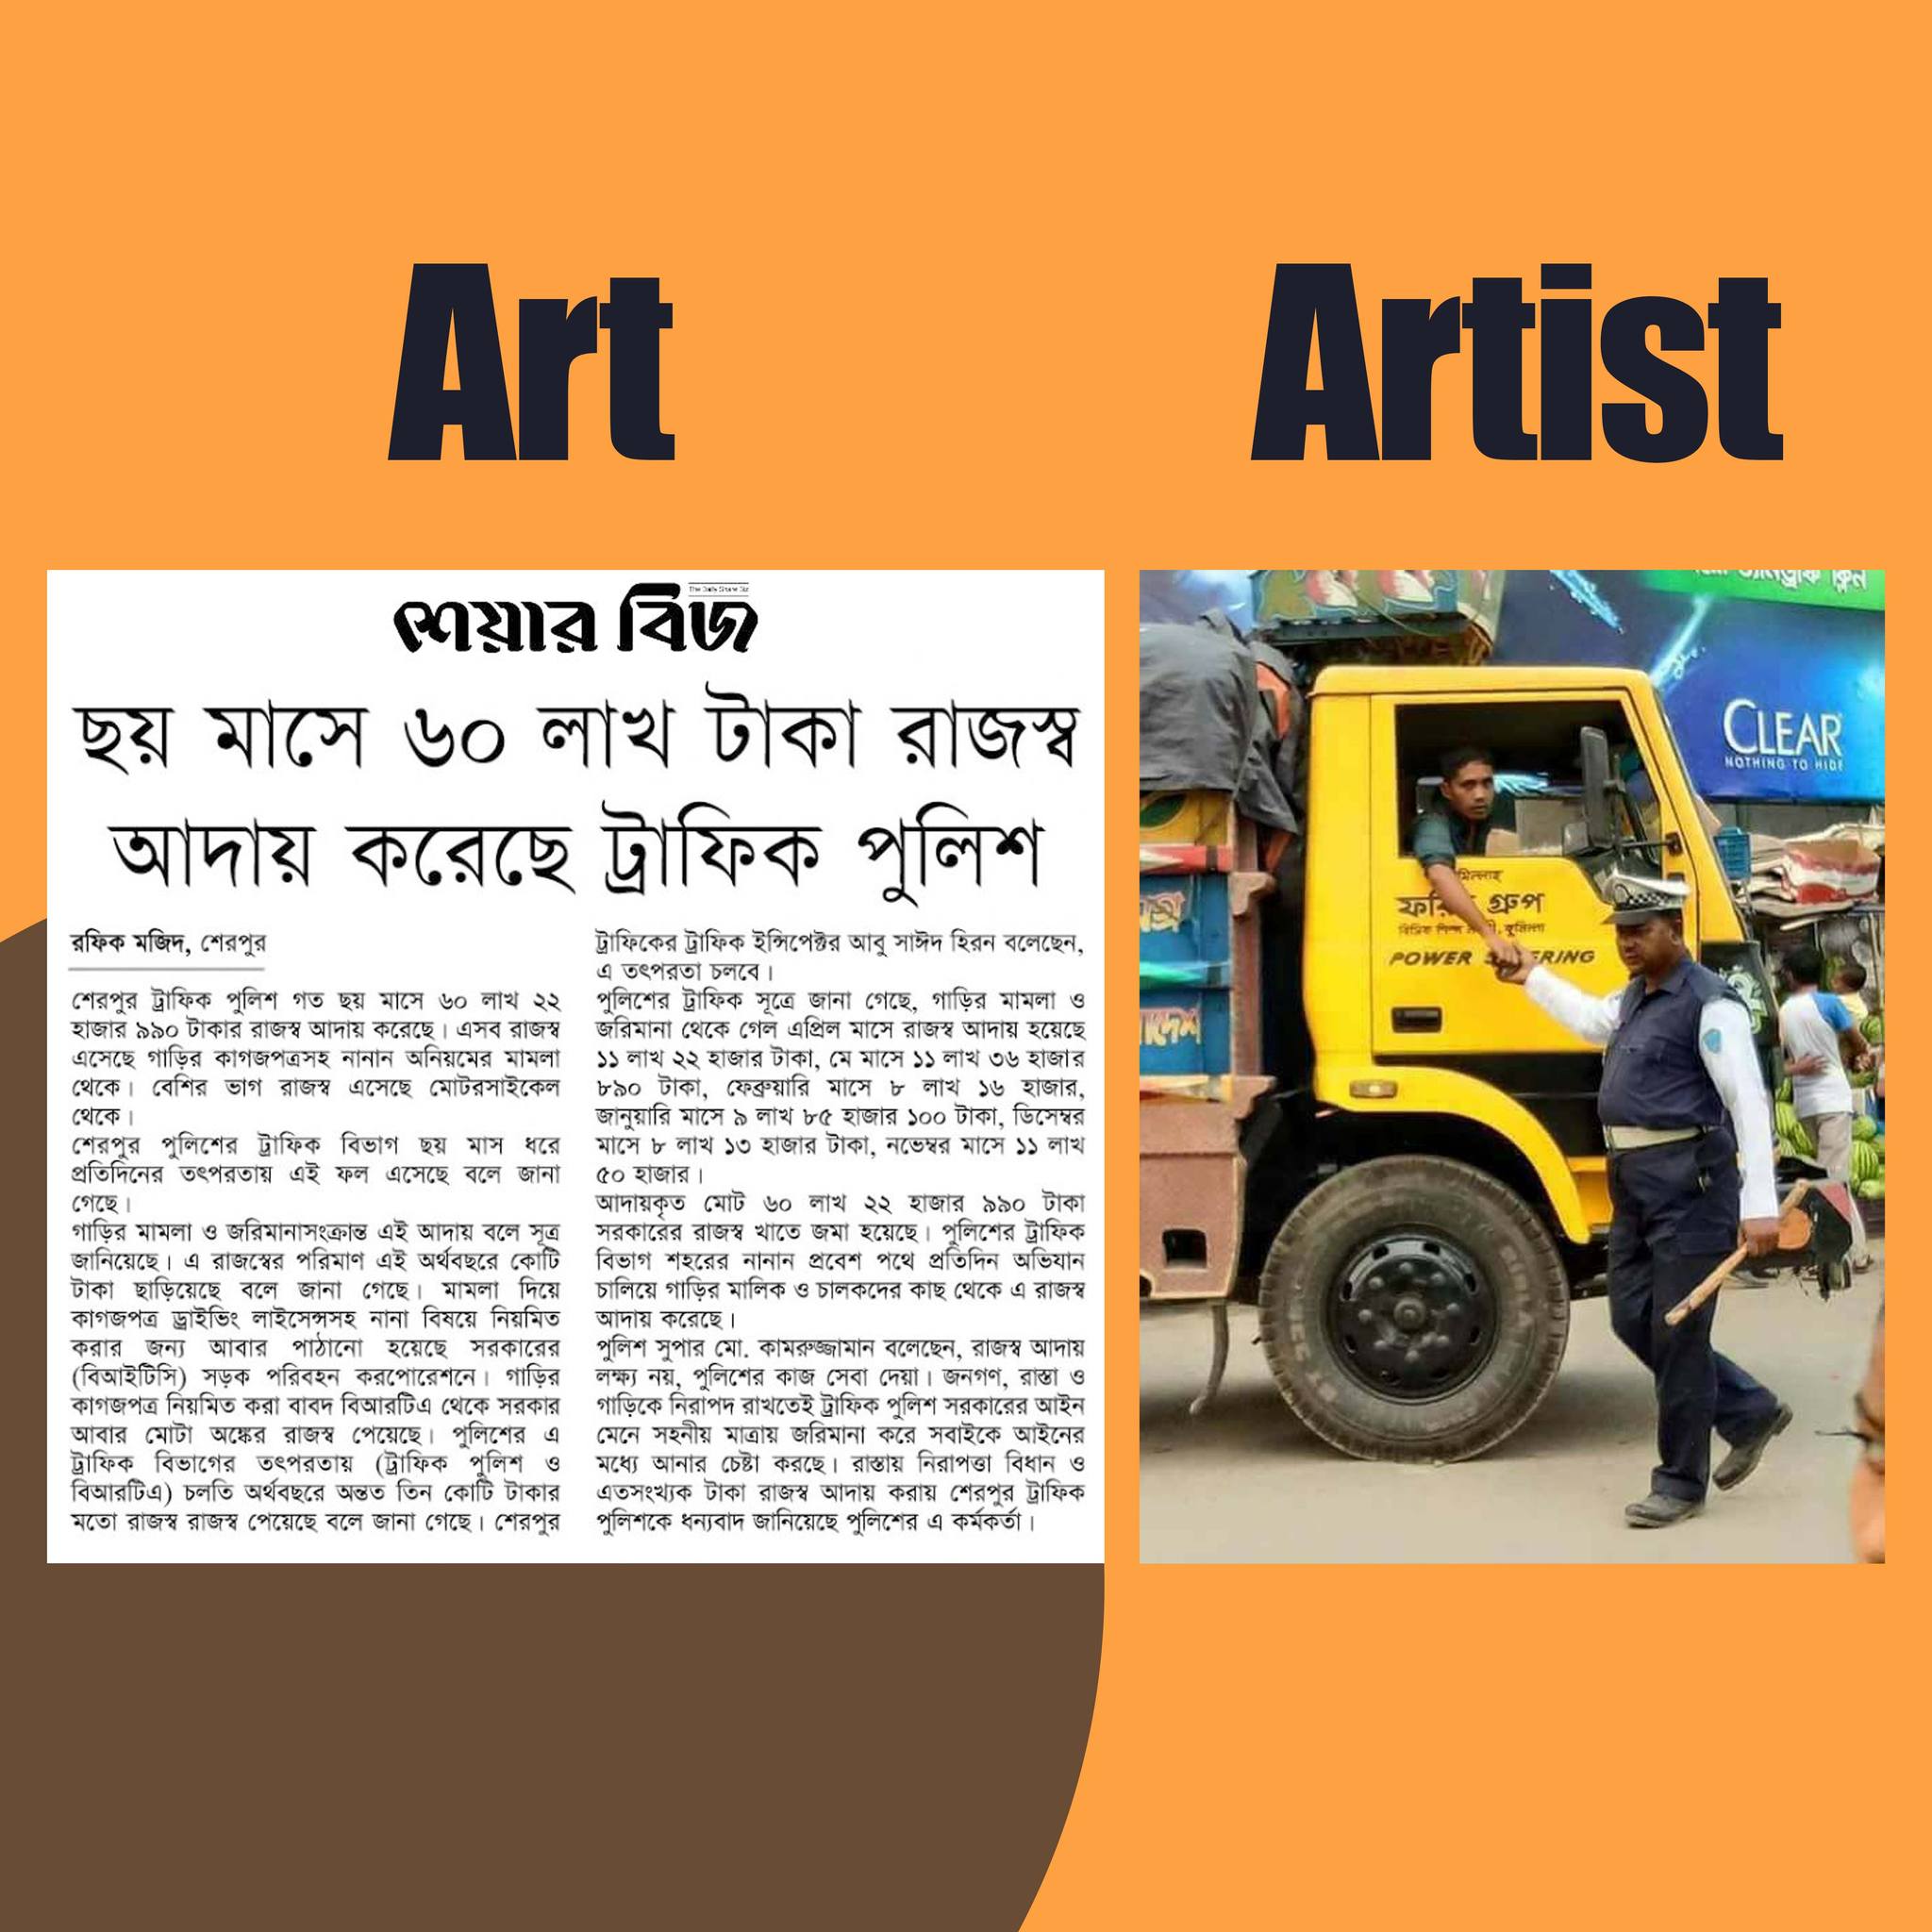 Art
Artist
The Daily Share Biz
শেয়ার বিজ
ছয় মাসে ৬০ লাখ টাকা রাজস্ব
আদায় করেছে ট্রাফিক পুলিশ
রফিক মজিদ, শেরপুর
শেরপুর ট্রাফিক পুলিশ গত ছয় মাসে ৬০ লাখ ২২
হাজার ৯৯০ টাকার রাজস্ব আদায় করেছে। এসব রাজস্ব
এসেছে গাড়ির কাগজপত্রসহ নানান অনিয়মের মামলা
থেকে। বেশির ভাগ রাজস্ব এসেছে মোটরসাইকেল
থেকে।
শেরপুর পুলিশের ট্রাফিক বিভাগ ছয় মাস ধরে
প্রতিদিনের তৎপরতায় এই ফল এসেছে বলে জানা
গেছে।
গাড়ির মামলা ও জরিমানাসংক্রান্ত এই আদায় বলে সূত্র
জানিয়েছে। এ রাজস্বের পরিমাণ এই অর্থবছরে কোটি
টাকা ছাড়িয়েছে বলে জানা গেছে। মামলা দিয়ে
কাগজপত্র ড্রাইভিং লাইসেন্সসহ নানা বিষয়ে নিয়মিত
করার জন্য আবার পাঠানো হয়েছে সরকারের
(বিআইটিসি) সড়ক পরিবহন করপোরেশনে। গাড়ির
কাগজপত্র নিয়মিত করা বাবদ বিআরটিএ থেকে সরকার
আবার মোটা অঙ্কের রাজস্ব পেয়েছে। পুলিশের এ
ট্রাফিক বিভাগের তৎপরতায় (ট্রাফিক পুলিশ ও
বিআরটিএ) চলতি অর্থবছরে অন্তত তিন কোটি টাকার
মতো রাজস্ব রাজস্ব পেয়েছে বলে জানা গেছে। শেরপুর
ট্রাফিকের ট্রাফিক ইন্সিপেক্টর আবু সাঈদ হিরন বলেছেন,
এ তৎপরতা চলবে।
পুলিশের ট্রাফিক সূত্রে জানা গেছে, গাড়ির মামলা ও
জরিমানা থেকে গেল এপ্রিল মাসে রাজস্ব আদায় হয়েছে
১১ লাখ ২২ হাজার টাকা, মে মাসে ১১ লাখ ৩৬ হাজার
৮৯০ টাকা, ফেব্রুয়ারি মাসে ৮ লাখ ১৬ হাজার,
জানুয়ারি মাসে ৯ লাখ ৮৫ হাজার ১০০ টাকা, ডিসেম্বর
মাসে ৮ লাখ ১৩ হাজার টাকা, নভেম্বর মাসে ১১ লাখ
৫০ হাজার।
আদায়কৃত মোট ৬০ লাখ ২২ হাজার ৯৯০ টাকা
সরকারের রাজস্ব খাতে জমা হয়েছে। পুলিশের ট্রাফিক
বিভাগ শহরের নানান প্রবেশ পথে প্রতিদিন অভিযান
চালিয়ে গাড়ির মালিক ও চালকদের কাছ থেকে এ রাজস্ব
আদায় করেছে।
পুলিশ সুপার মো. কামরুজ্জামান বলেছেন, রাজস্ব আদায়
লক্ষ্য নয়, পুলিশের কাজ সেবা দেয়া। জনগণ, রাস্তা ও
গাড়িকে নিরাপদ রাখতেই ট্রাফিক পুলিশ সরকারের আইন
মেনে সহনীয় মাত্রায় জরিমানা করে সবাইকে আইনের
মধ্যে আনার চেষ্টা করছে। রাস্তায় নিরাপত্তা বিধান ও
এতসংখ্যক টাকা রাজস্ব আদায় করায় শেরপুর ট্রাফিক
পুলিশকে ধন্যবাদ জানিয়েছে পুলিশের এ কর্মকর্তা।
CLEAR
NOTHING TO HIDE
গ্রুপ
POWER